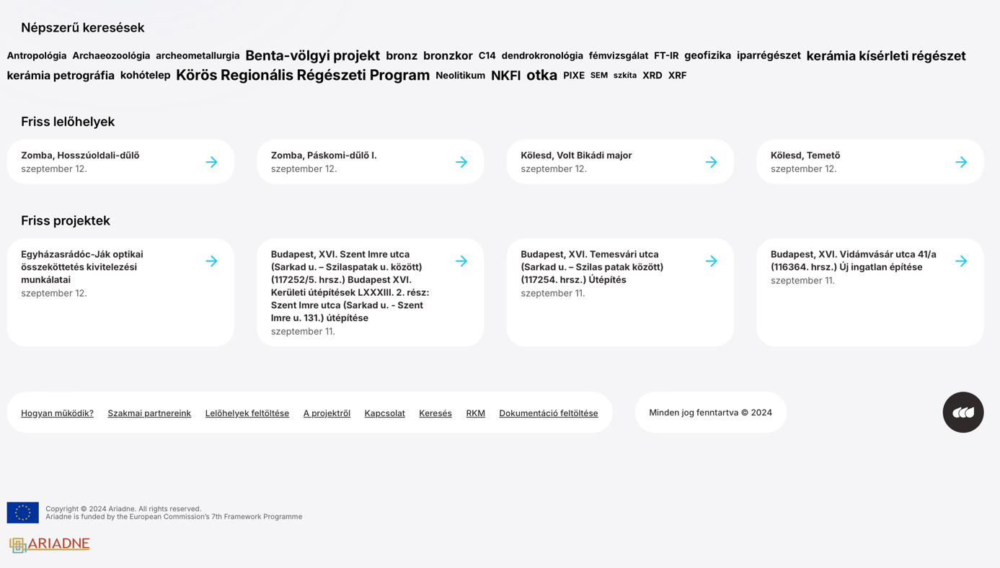 Népszerű keresések
Antropológia Archaeozoológia archeometallurgia Benta-völgyi projekt bronz bronzkor C14 dendrokronológia fémvizsgálat FT-IR geofizika iparrégészet kerámia kísérleti régészet
kerámia petrográfia kohótelep Körös Regionális Régészeti Program Neolitikum NKFI otka PIXE SEM szkíta XRD XRF
Friss lelőhelyek
Zomba, Hosszúoldali-dűlő
szeptember 12.
Zomba, Páskomi-dűlő I.
szeptember 12.
Kölesd, Volt Bikádi major
szeptember 12.
Kölesd, Temető
szeptember 12.
Friss projektek
Egyházasrádóc-Ják optikai
összeköttetés kivitelezési
munkálatai
szeptember 12.
Budapest, XVI. Szent Imre utca
(Sarkad u. – Szilaspatak u. között)
(117252/5. hrsz.) Budapest XVI.
Kerületi útépítések LXXXIII. 2. rész:
Szent Imre utca (Sarkad u. - Szent
Imre u. 131.) útépítése
szeptember 11.
Budapest, XVI. Temesvári utca
(Sarkad u. – Szilas patak között)
(117254. hrsz.) Útépítés
szeptember 11.
Budapest, XVI. Vidámvásár utca 41/a
(116364. hrsz.) Új ingatlan építése
szeptember 11.
Hogyan működik? Szakmai partnereink Lelőhelyek feltöltése A projektről Kapcsolat Keresés RKM Dokumentáció feltöltése
Minden jog fenntartva © 2024
Copyright © 2024 Ariadne. All rights reserved.
Ariadne is funded by the European Commission's 7th Framework Programme
ARIADNE